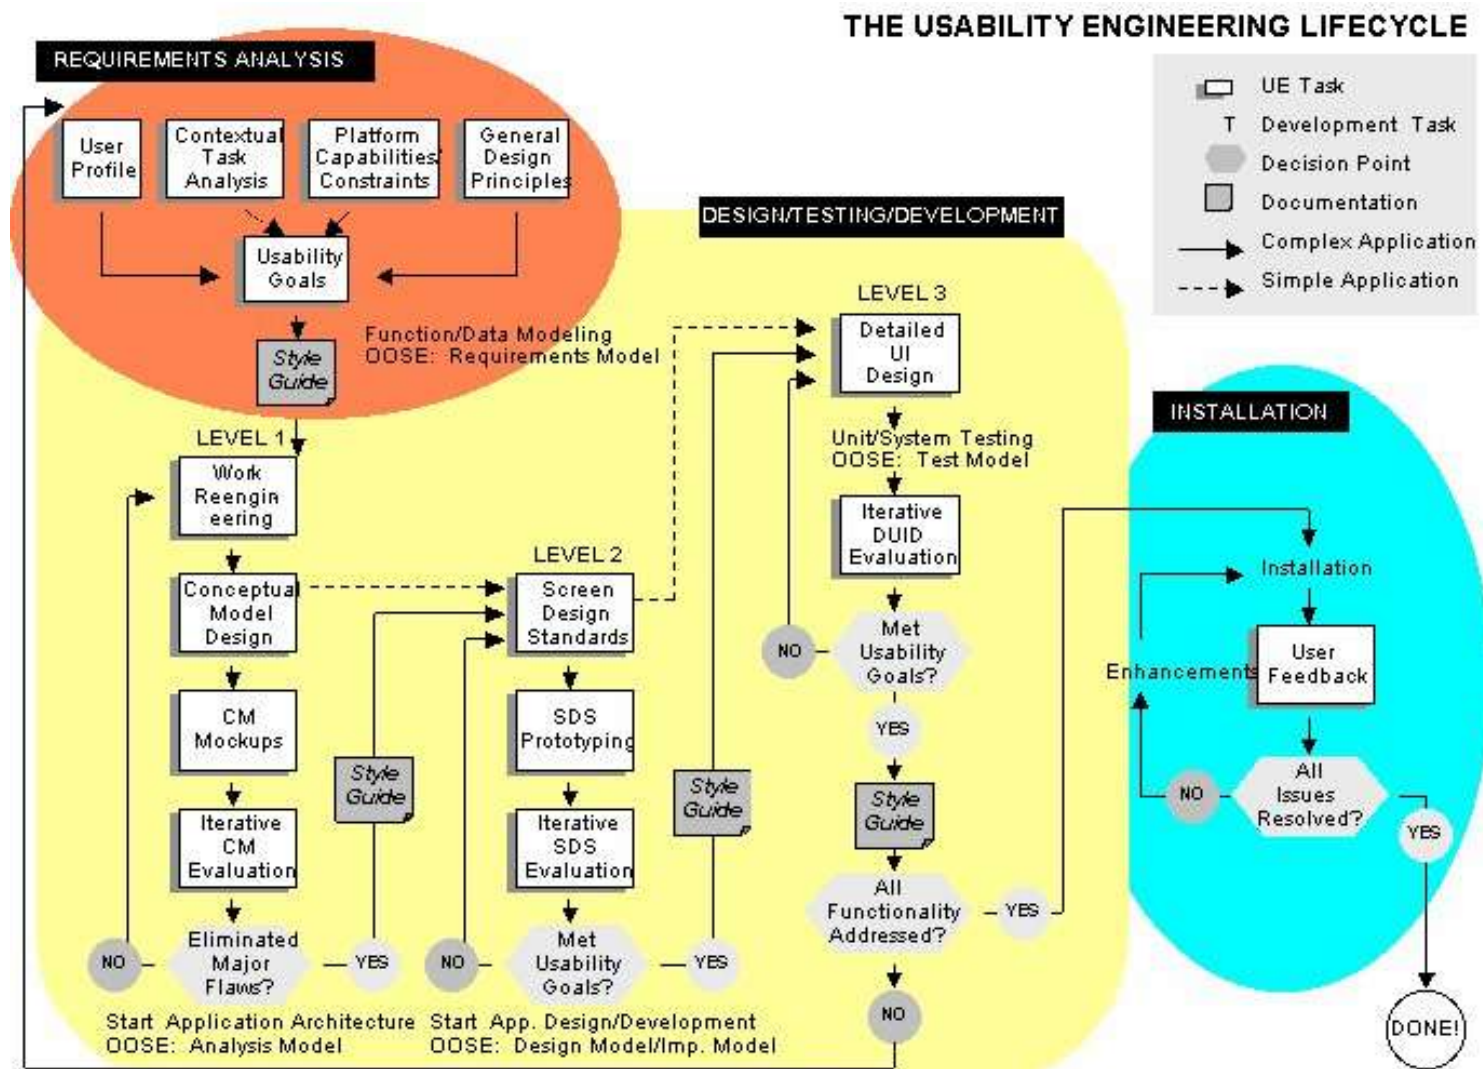 THE USABILITY ENGINEERING LIFECYCLE
REQUIREMENTS ANALYSIS
User
Profile
Contextual
Task
Analysis
Platform
Capabilities/
Constraints
General
Design
Principles
Usability
Goals
Style
Guide
Function/Data Modeling
OOSE: Requirements Model
UE Task
T Development Task
Decision Point
Documentation
Complex Application
Simple Application
DESIGN/TESTING/DEVELOPMENT
LEVEL 1
Work
Reengin
eering
Conceptual
Model
Design
CM
Mockups
Iterative
CM
Evaluation
NO
Eliminated
Major
Flaws?
YES
Style
Guide
Start Application Architecture
OOSE: Analysis Model
LEVEL 2
Screen
Design
Standards
SDS
Prototyping
Iterative
SDS
Evaluation
NO
Met
Usability
Goals?
YES
Style
Guide
Start App. Design/Development
OOSE: Design Model/Imp. Model
LEVEL 3
Detailed
UI
Design
Unit/System Testing
OOSE: Test Model
Iterative
DUID
Evaluation
NO
Met
Usability
Goals?
YES
Style
Guide
All
Functionality
Addressed?
YES
NO
INSTALLATION
Installation
User
Feedback
Enhancements
All
Issues
Resolved?
NO
YES
DONE!